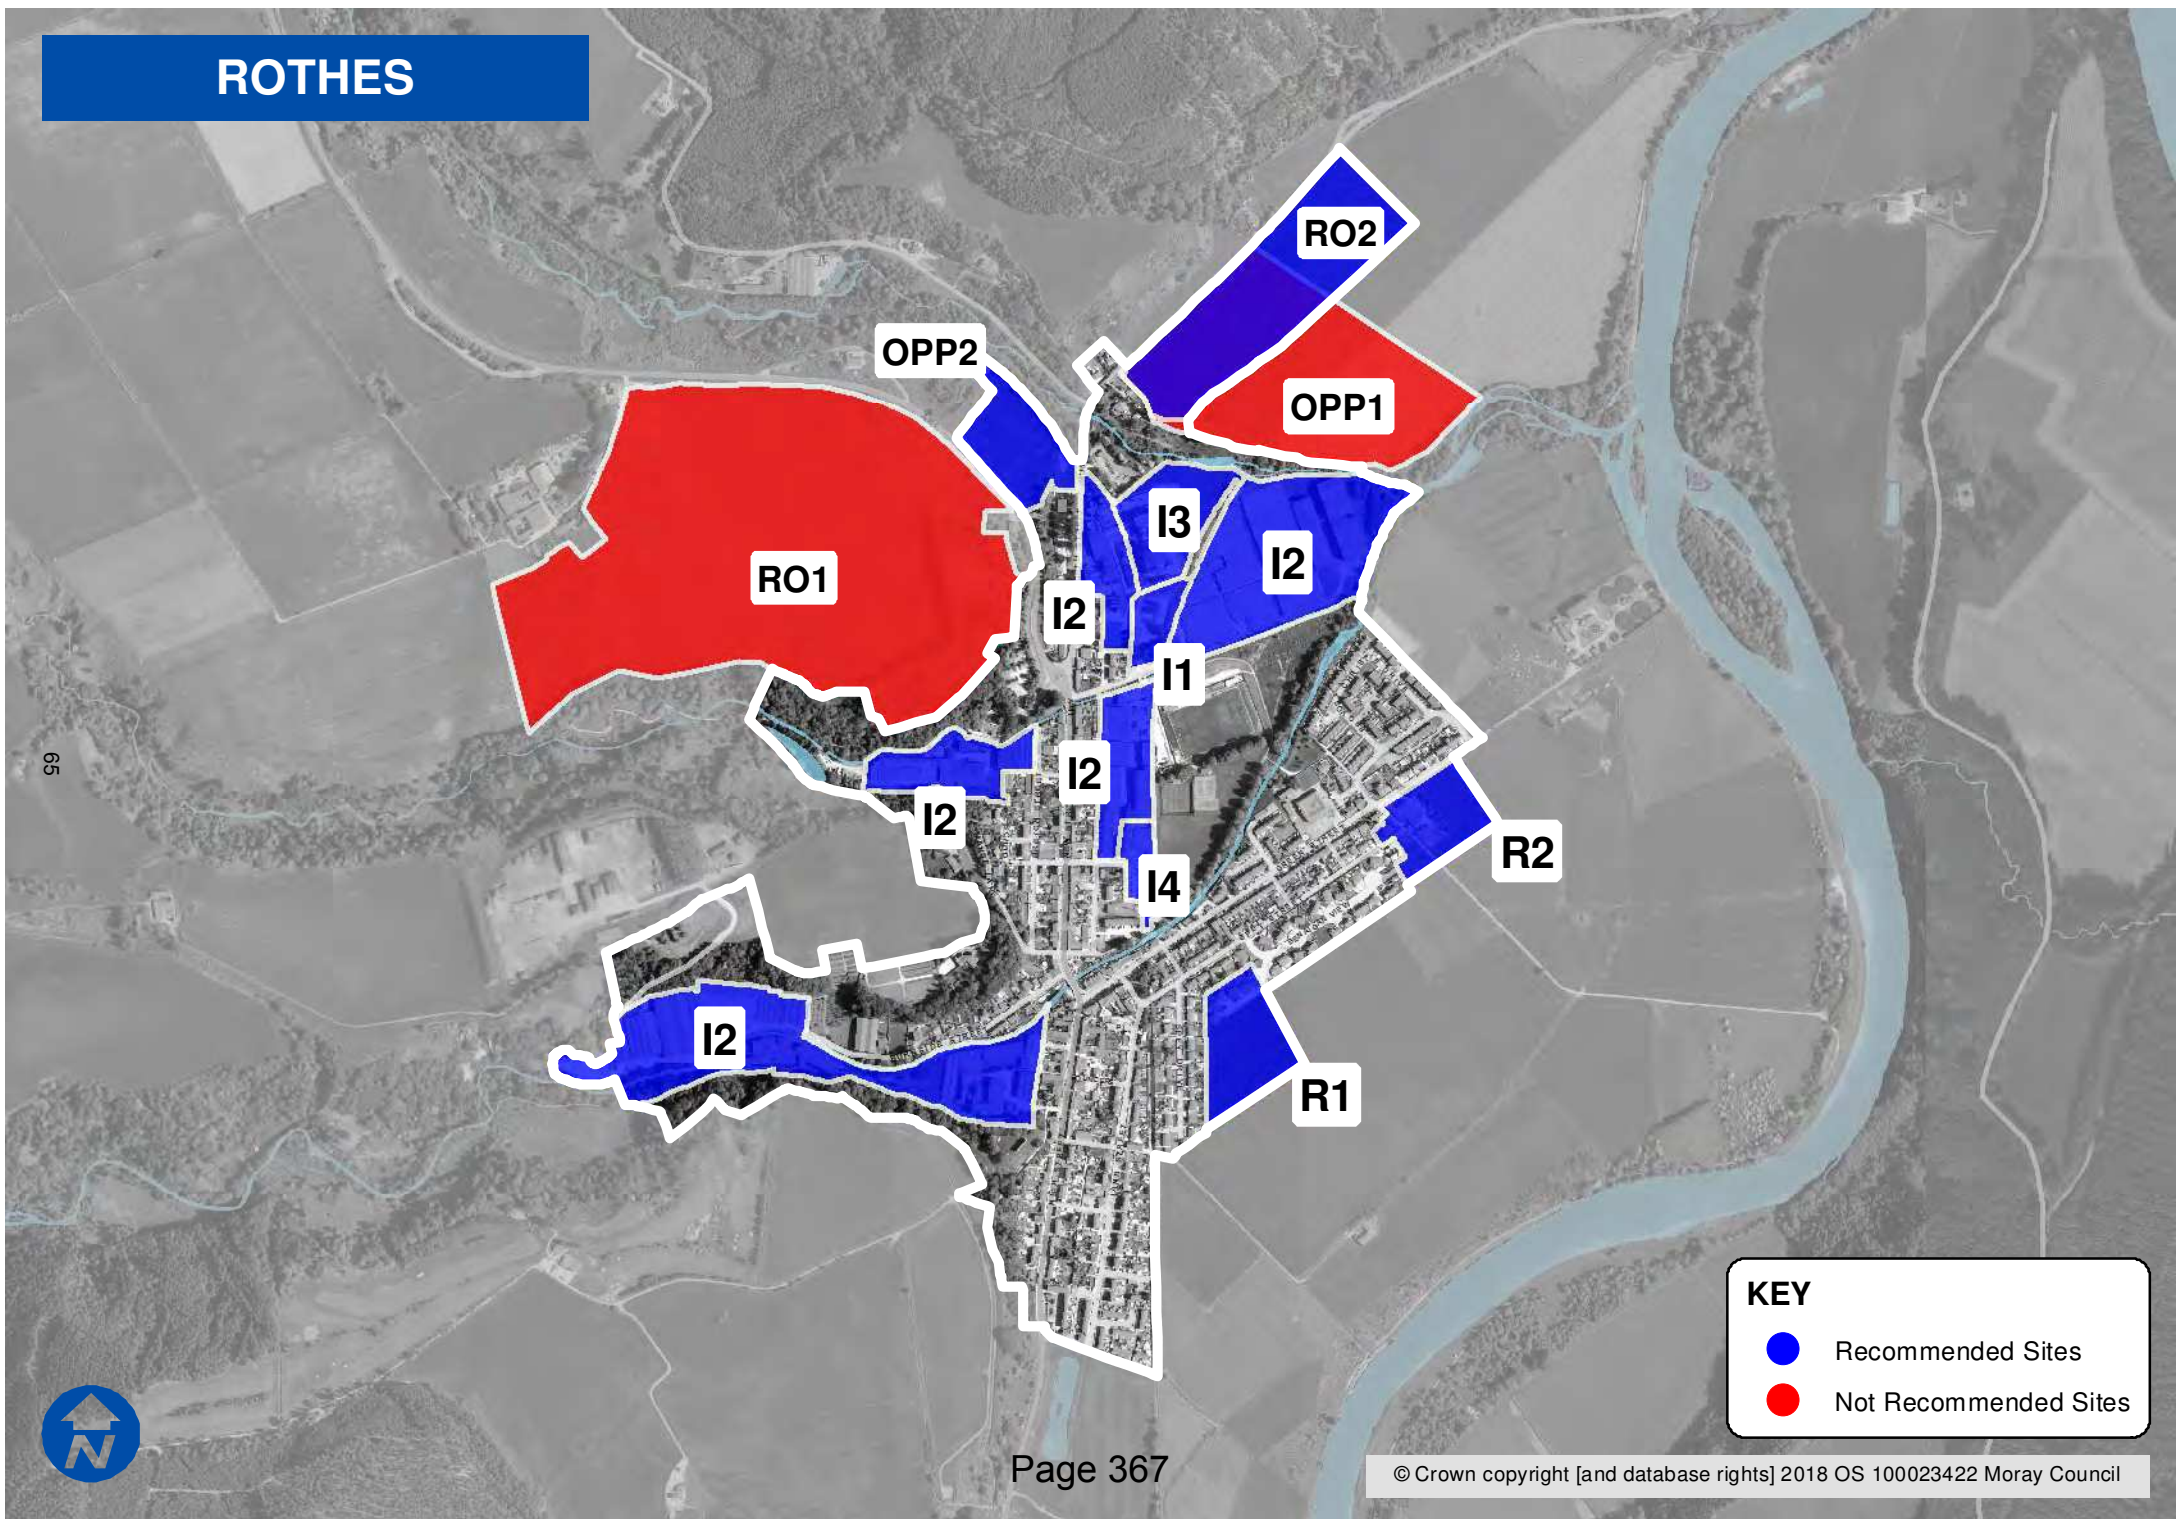 ROTHES
RO2
OPP2
OPP1
I3
I2
RO1
I2
I1
I2
I2
R2
I4
I2
R1
65
KEY
Recommended Sites
Not Recommended Sites
N
Page 367
© Crown copyright [and database rights] 2018 OS 100023422 Moray Council